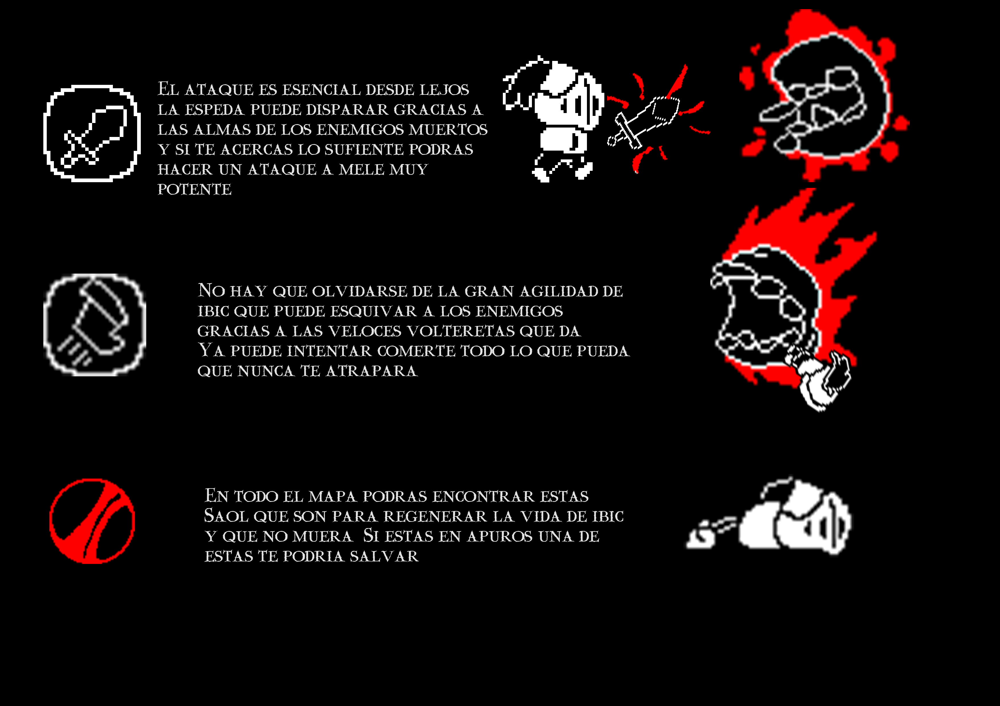 El ataque es esencial desde lejos
la espeda puede disparar gracias a
las almas de los enemigos muertos
y si te acercas lo sufiente podras
hacer un ataque a mele muy
potente
No hay que olvidarse de la gran agilidad de
ibic que puede esquivar a los enemigos
gracias a las veloces volteretas que da
Ya puede intentar comerte todo lo que pueda
que nunca te atrapara
En todo el mapa podras encontrar estas
Saol que son para regenerar la vida de ibic
y que no muera  Si estas en apuros una de
estas te podria salvar